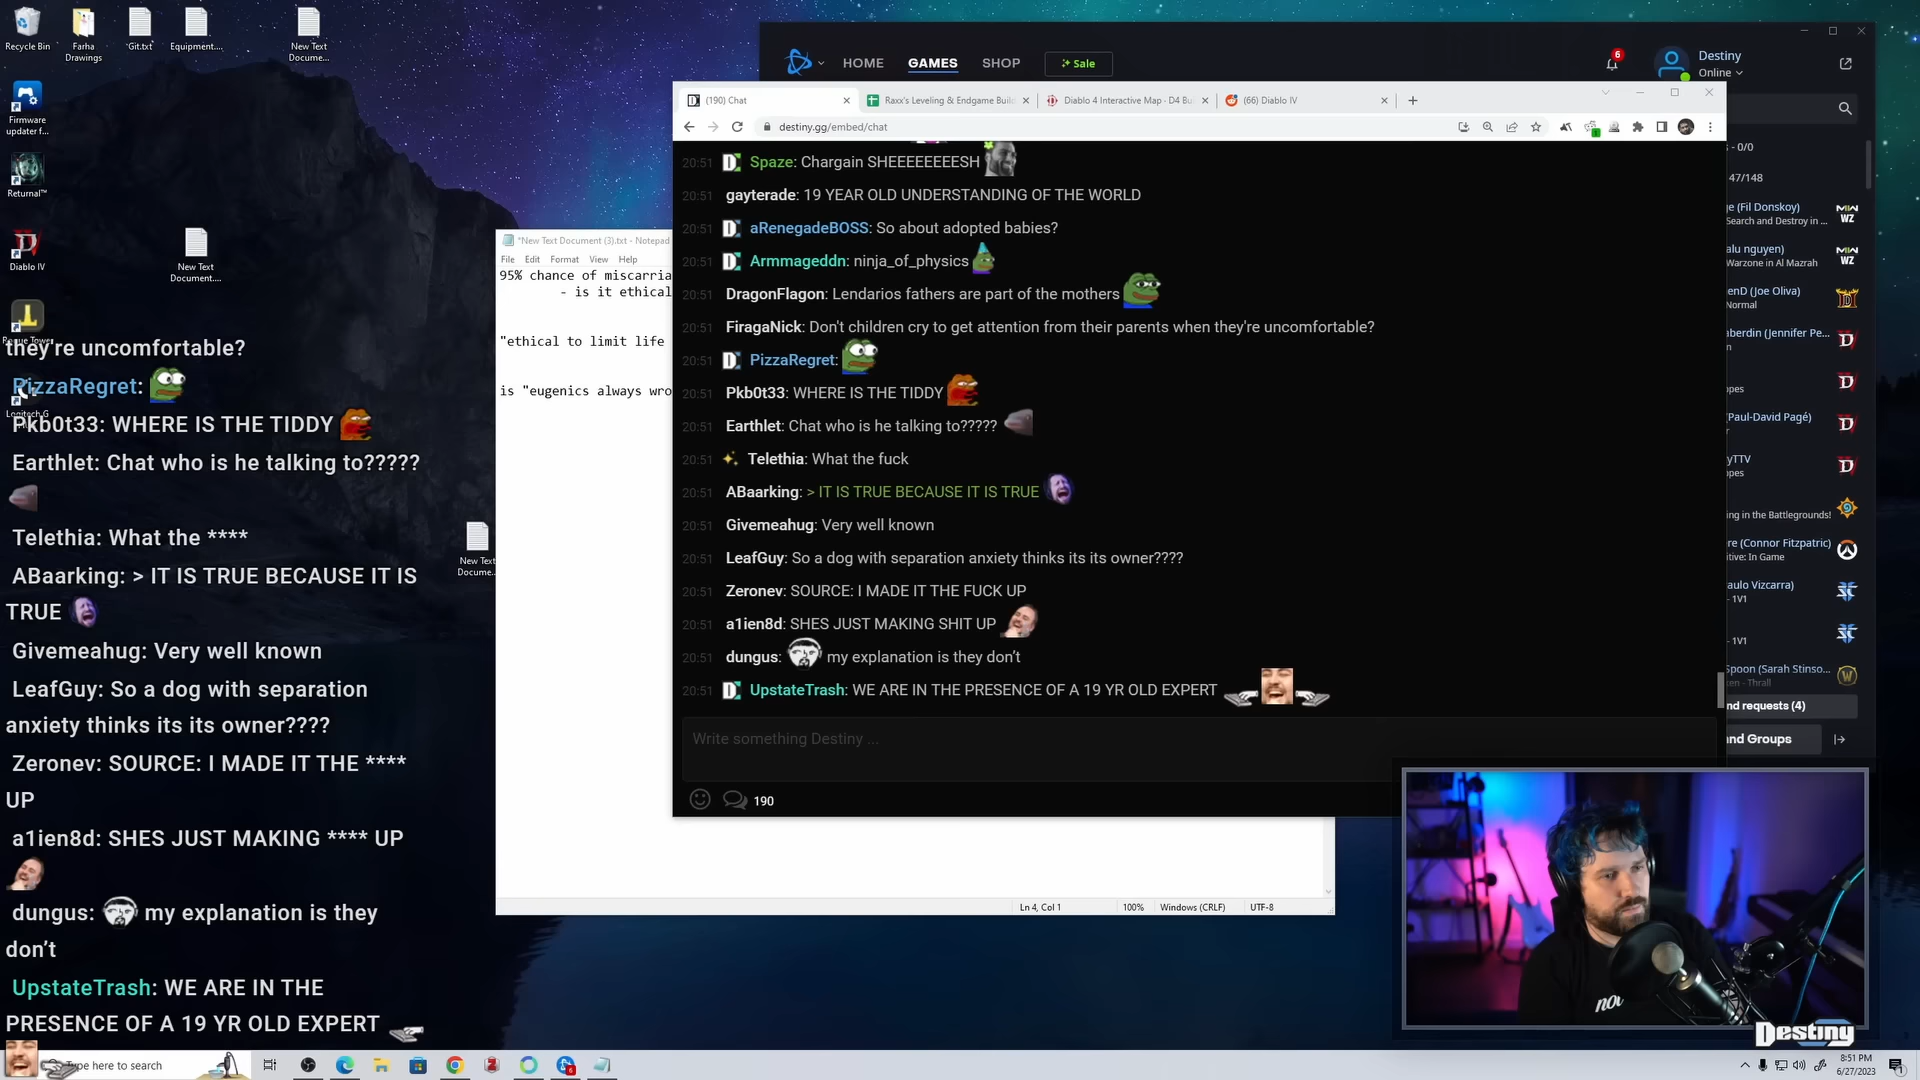 Recycle Bin
Farha
Drawings
Git.txt
Equipment....
New Text
Docume...
Firmware
updater f...
Returnal™
Diablo IV
New Text
Document....
New Text
Docume...
HOME
GAMES
SHOP
Sale
6
Destiny
Online
(190) Chat
Raxx's Leveling & Endgame Build
Diablo 4 Interactive Map - D4 Bu
(66) Diablo IV
destiny.gg/embed/chat
*New Text Document (3).txt - Notepad
File Edit Format View Help
95% chance of miscarria
- is it ethical
"ethical to limit life
is "eugenics always wro
Ln 4, Col 1
100%
Windows (CRLF)
UTF-8
20:51 Spaze: Chargain SHEEEEEEESH
gayterade: 19 YEAR OLD UNDERSTANDING OF THE WORLD
20:51 aRenegadeBOSS: So about adopted babies?
20:51 Armmageddn: ninja_of_physics
20:51 DragonFlagon: Lendarios fathers are part of the mothers
20:51 FiragaNick: Don't children cry to get attention from their parents when they're uncomfortable?
20:51 PizzaRegret:
20:51 Pkb0t33: WHERE IS THE TIDDY
20:51 Earthlet: Chat who is he talking to?????
20:51 Telethia: What the fuck
20:51 ABaarking: > IT IS TRUE BECAUSE IT IS TRUE
20:51 Givemeahug: Very well known
20:51 LeafGuy: So a dog with separation anxiety thinks its its owner????
20:51 Zeronev: SOURCE: I MADE IT THE FUCK UP
20:51 a1ien8d: SHES JUST MAKING SHIT UP
20:51 dungus: my explanation is they don't
20:51 UpstateTrash: WE ARE IN THE PRESENCE OF A 19 YR OLD EXPERT
Write something Destiny ...
190
- 0/0
47/148
je (Fil Donskoy)
Search and Destroy in ...
alu nguyen)
Warzone in Al Mazrah
enD (Joe Oliva)
Normal
aberdin (Jennifer Pe...
opes
(Paul-David Pagé)
yTTV
opes
ing in the Battlegrounds!
ere (Connor Fitzpatric)
itive: In Game
aulo Vizcarra)
- 1V1
- 1V1
Spoon (Sarah Stinso...
ken - Thrall
nd requests (4)
nd Groups
they're uncomfortable?
PizzaRegret:
Pkb0t33: WHERE IS THE TIDDY
Earthlet: Chat who is he talking to?????
Telethia: What the ****
ABaarking: > IT IS TRUE BECAUSE IT IS
TRUE
Givemeahug: Very well known
LeafGuy: So a dog with separation
anxiety thinks its its owner????
Zeronev: SOURCE: I MADE IT THE ****
UP
a1ien8d: SHES JUST MAKING **** UP
dungus: my explanation is they
don't
UpstateTrash: WE ARE IN THE
PRESENCE OF A 19 YR OLD EXPERT
Destiny
here to search
8:51 PM
6/27/2023